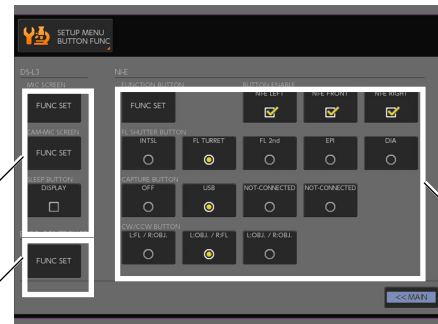 SETUP MENU
BUTTON FUNC
DS-L3
NI-E
MIC SCREEN
FUNCTION BUTTON
BUTTON ENABLE
FUNC SET
FUNC SET
NI-E LEFT
NI-E FRONT
NI-E RIGHT
CAM-MIC SCREEN
FL SHUTTER BUTTON
FUNC SET
INTSL
FL TURRET
FL 2nd
EPI
DIA
SLEEP BUTTON
CAPTURE BUTTON
DISPLAY
OFF
USB
NOT-CONNECTED
NOT-CONNECTED
CW/CCW BUTTON
FUNC SET
L:FL / R:OBJ.
L:OBJ. / R:FL
L:OBJ. / R:OBJ.
<< MAIN